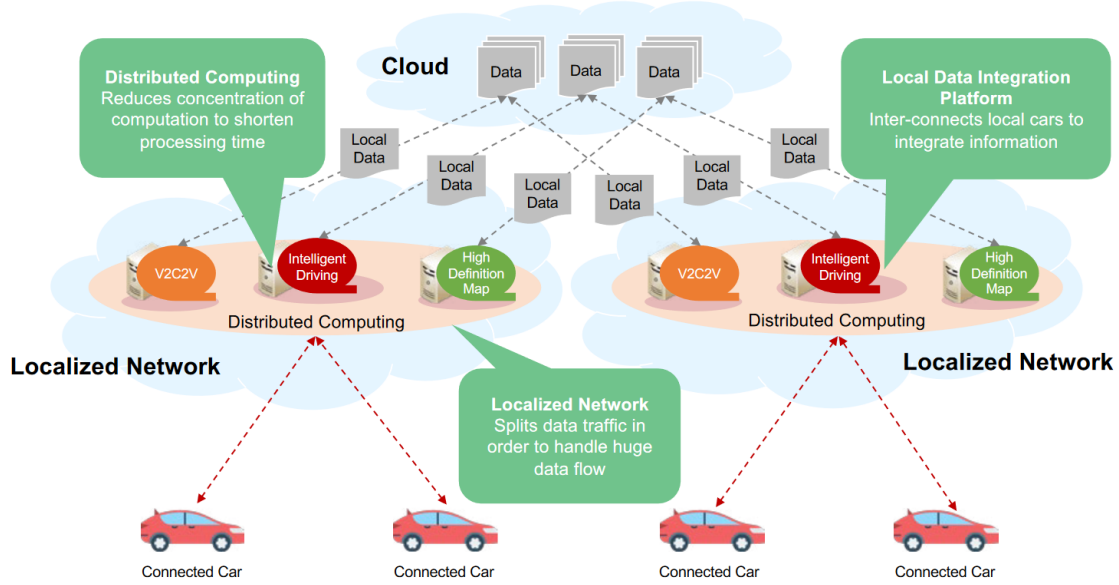 Cloud
Data
Data
Data
Distributed Computing
Reduces concentration of
computation to shorten
processing time
Local Data Integration
Platform
Inter-connects local cars to
integrate information
Local
Data
Local
Data
Local
Data
Local
Data
Local
Data
Local
Data
V2C2V
Intelligent
Driving
High
Definition
Map
Distributed Computing
Localized Network
V2C2V
Intelligent
Driving
High
Definition
Map
Distributed Computing
Localized Network
Localized Network
Splits data traffic in
order to handle huge
data flow
Connected Car
Connected Car
Connected Car
Connected Car